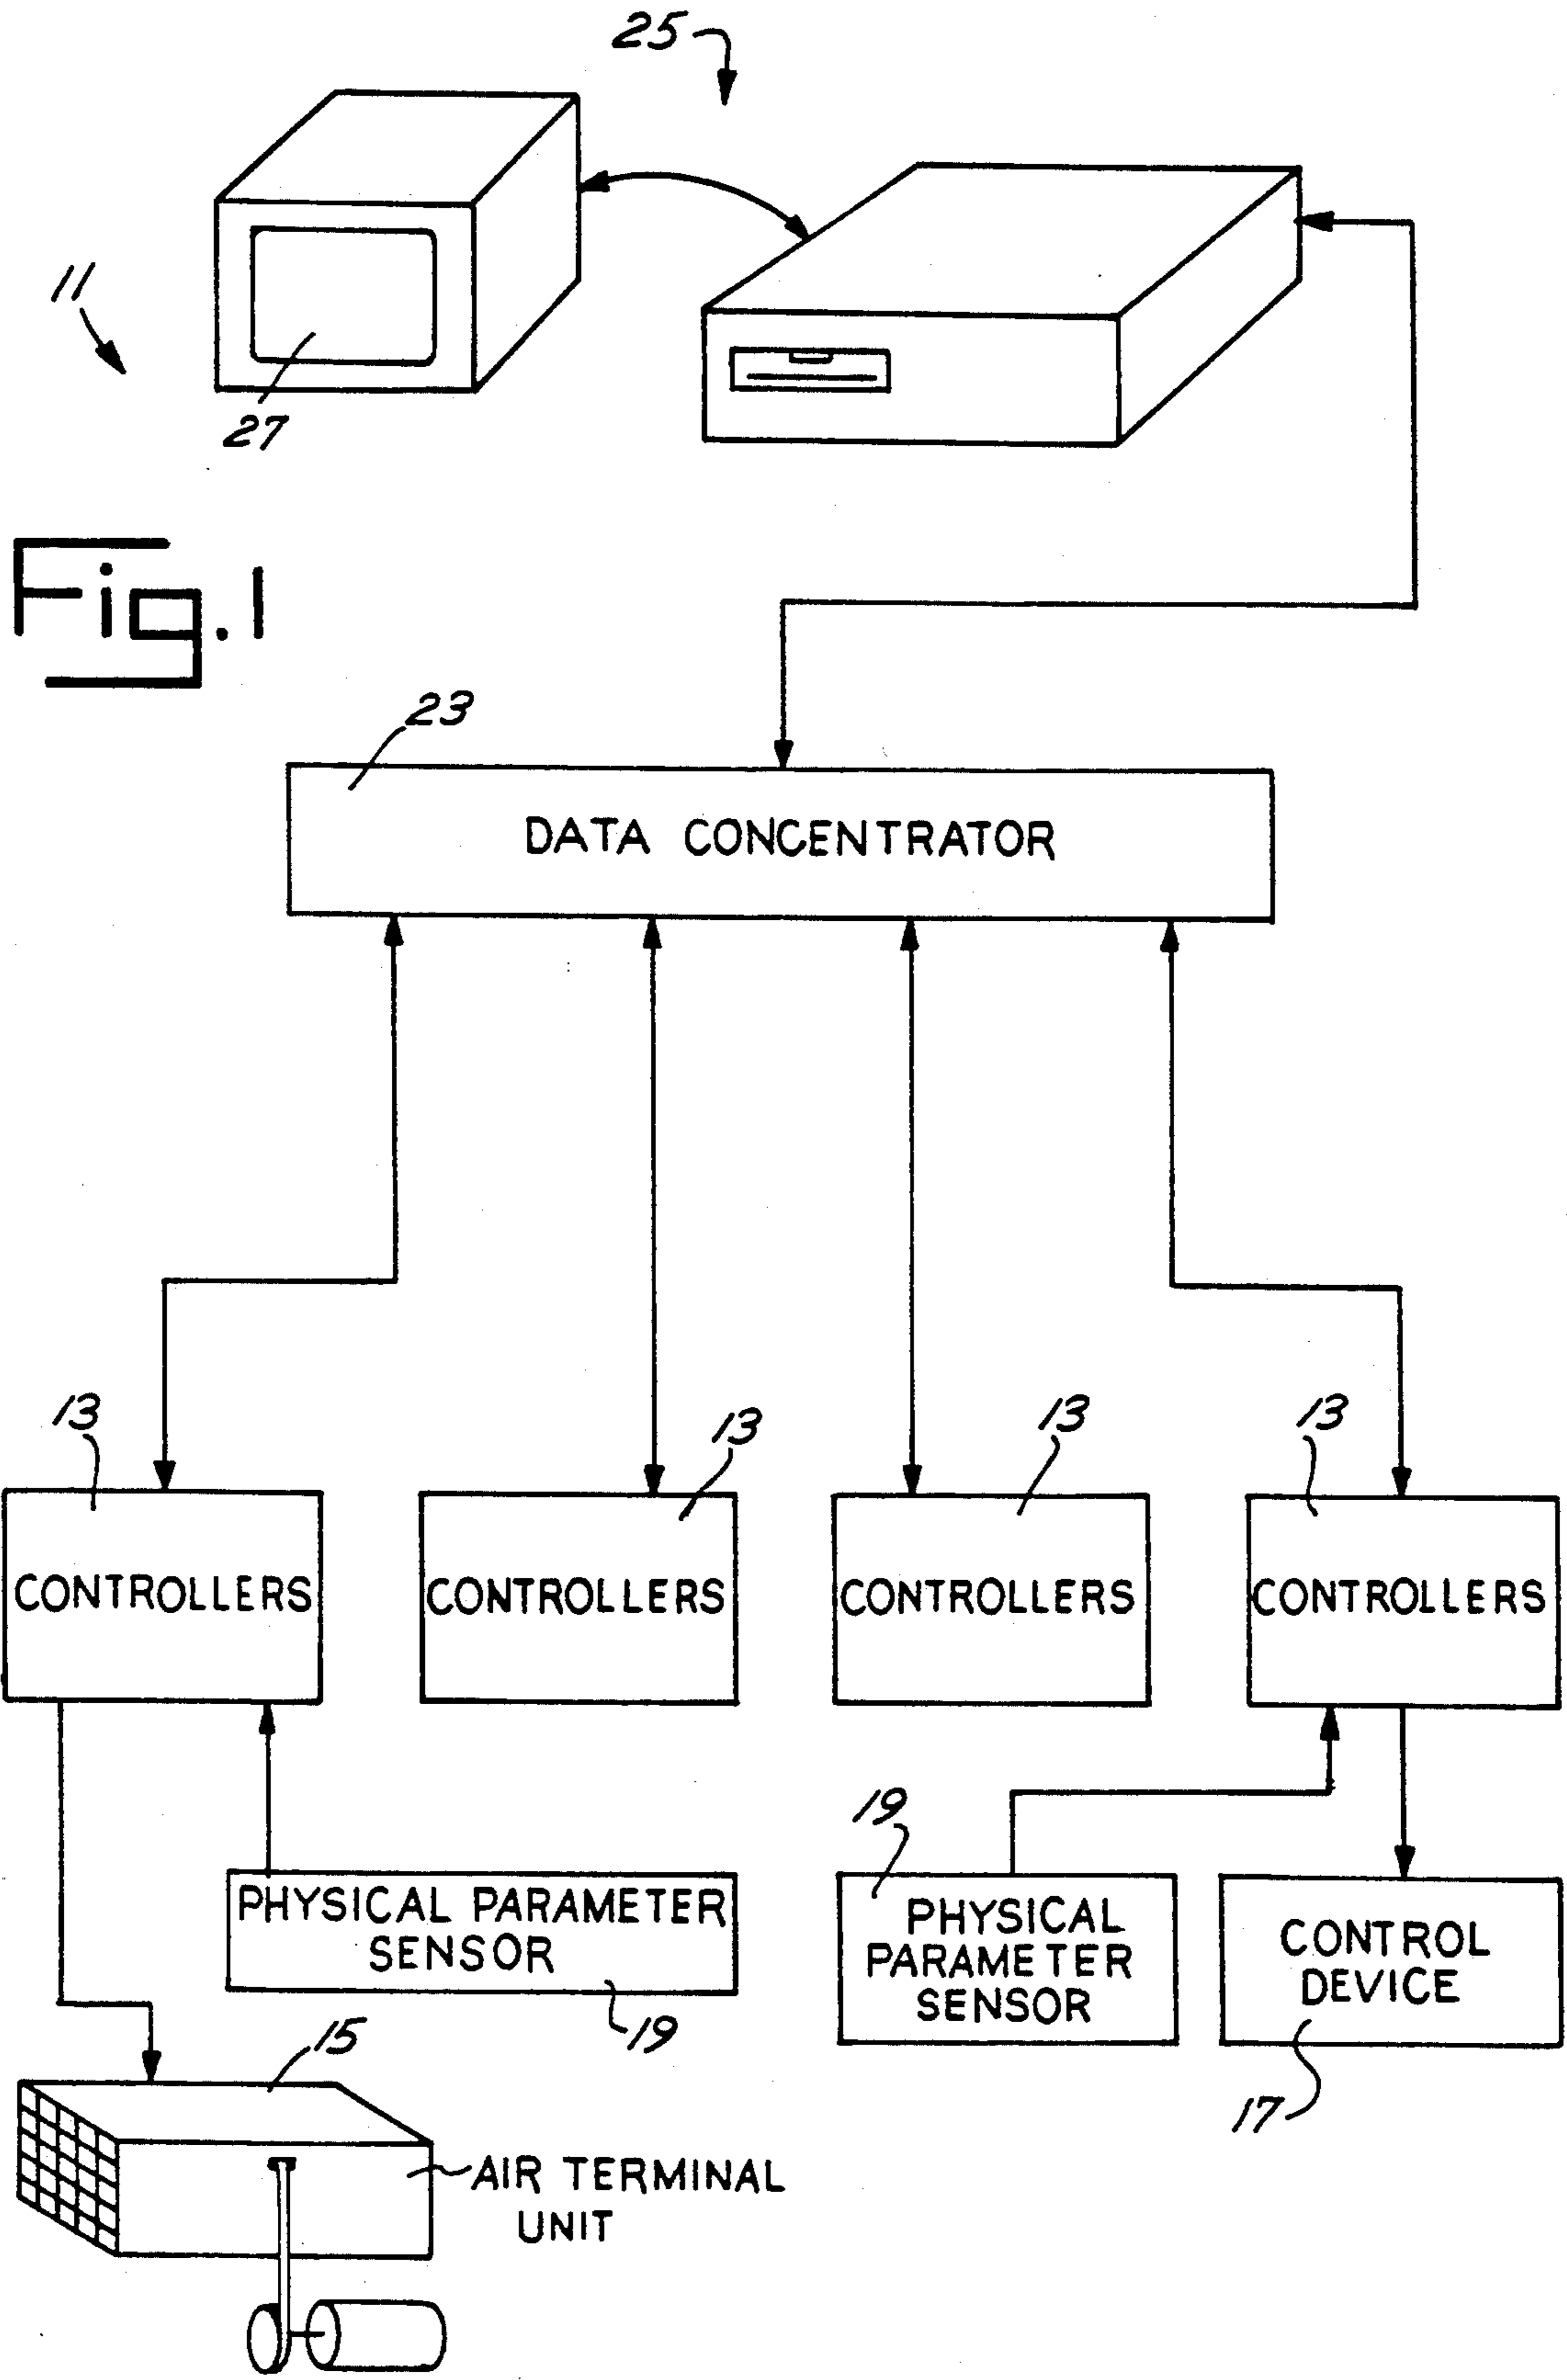 25
11
27
Fig.1
23
DATA CONCENTRATOR
13
13
13
13
CONTROLLERS
CONTROLLERS
CONTROLLERS
CONTROLLERS
19
PHYSICAL PARAMETER
SENSOR
19
PHYSICAL
PARAMETER
SENSOR
CONTROL
DEVICE
17
15
AIR TERMINAL
UNIT